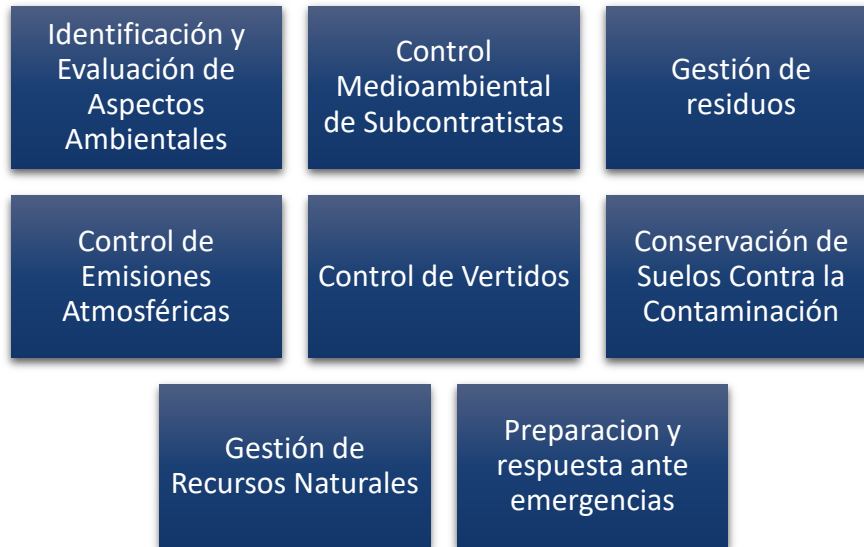 Identificación y
Evaluación de
Aspectos
Ambientales
Control
Medioambiental
de Subcontratistas
Gestión de
residuos
Control de
Emisiones
Atmosféricas
Control de Vertidos
Conservación de
Suelos Contra la
Contaminación
Gestión de
Recursos Naturales
Preparacion y
respuesta ante
emergencias